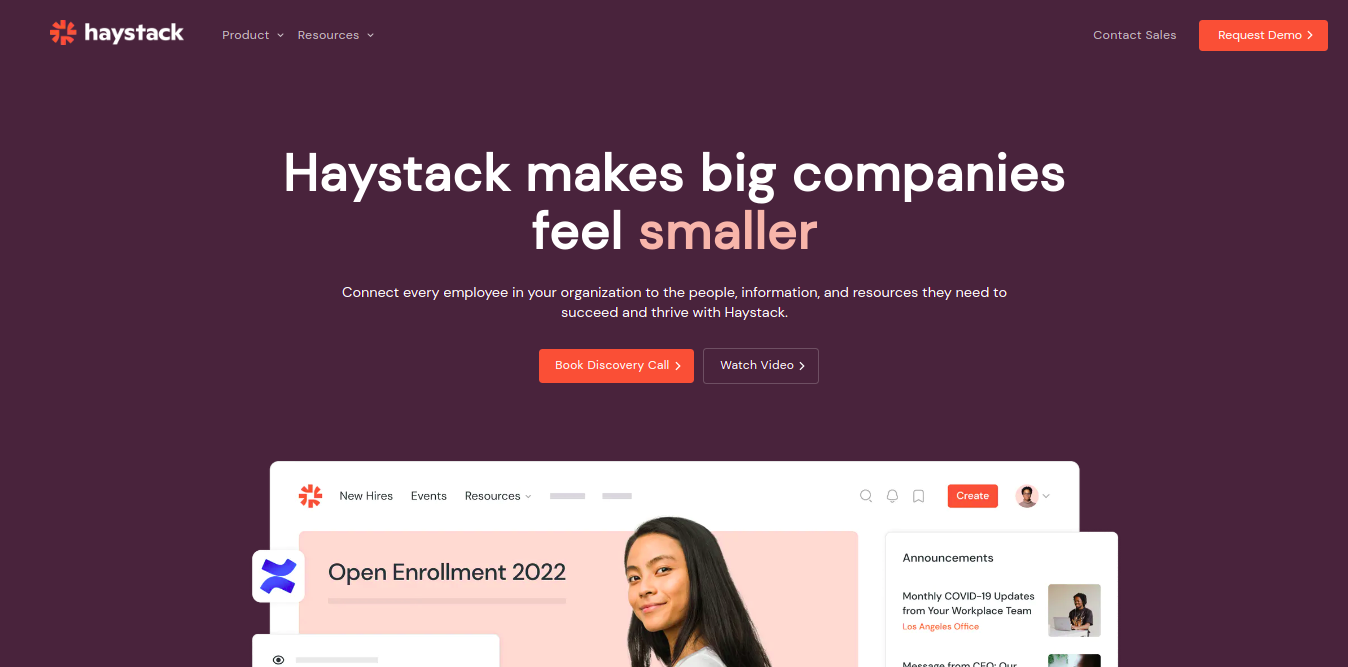 haystack
Product
Resources
Contact Sales
Request Demo
Haystack makes big companies
feel smaller
Connect every employee in your organization to the people, information, and resources they need to
succeed and thrive with Haystack.
Book Discovery Call
Watch Video
New Hires
Events
Resources
Create
Open Enrollment 2022
Announcements
Monthly COVID-19 Updates
from Your Workplace Team
Los Angeles Office
Message from CEO: Our